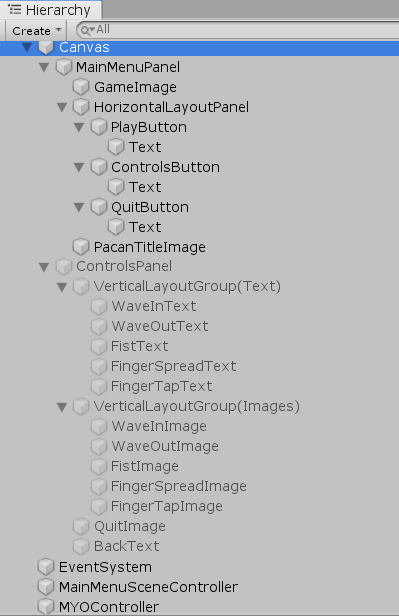 Hierarchy
Create All
Canvas
MainMenuPanel
GameImage
HorizontalLayoutPanel
PlayButton
Text
ControlsButton
Text
QuitButton
Text
PacanTitleImage
ControlsPanel
VerticalLayoutGroup(Text)
WaveInText
WaveOutText
FistText
FingerSpreadText
FingerTapText
VerticalLayoutGroup(Images)
WaveInImage
WaveOutImage
FistImage
FingerSpreadImage
FingerTapImage
QuitImage
BackText
EventSystem
MainMenuSceneController
MYOController